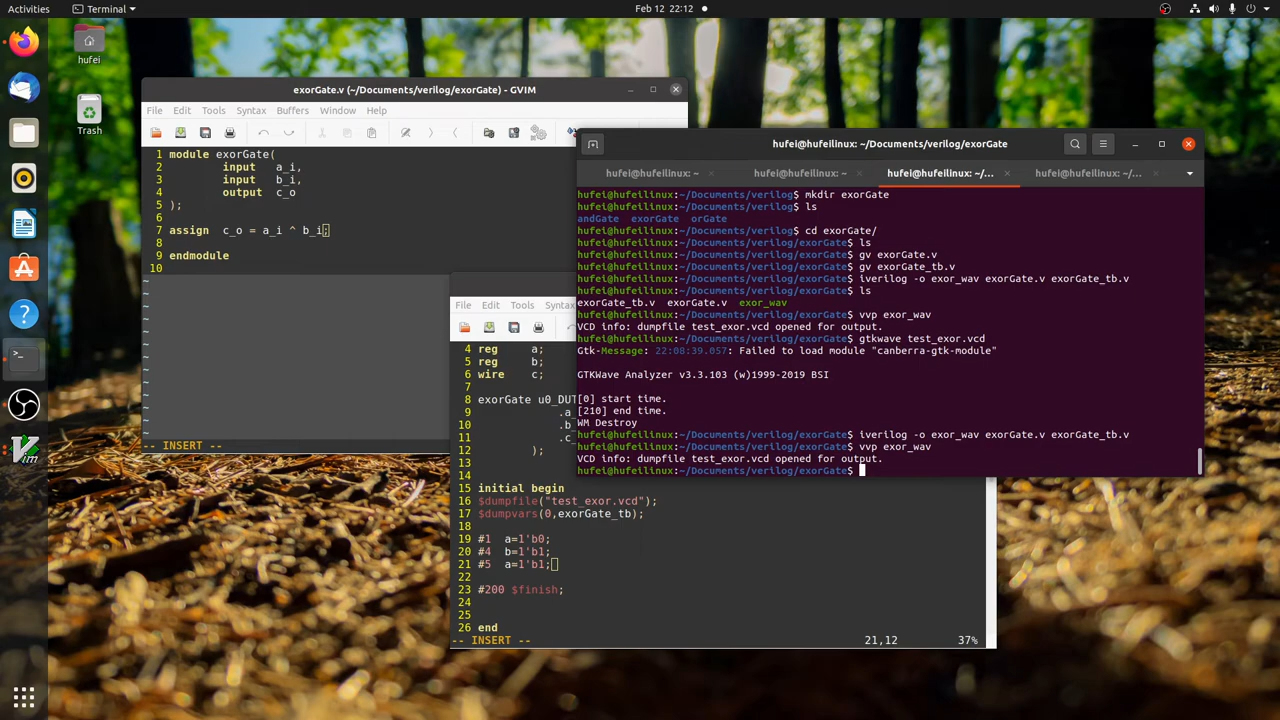 Activities
Terminal
Feb 12 22:12
hufei
Trash
exorGate.v (~/Documents/verilog/exorGate) - GVIM
File Edit Tools Syntax Buffers Window Help
1 module exorGate(
2 input a_i,
3 input b_i,
4 output c_o
5 );
6
7 assign c_o = a_i ^ b_i;
8
9 endmodule
10
~
~
~
~
~
~
~
~
~
~
~
~
-- INSERT --
File Edit Tools Syntax
4 reg a;
5 reg b;
6 wire c;
7
8 exorGate u0_DUT
9 .a_
10 .b_
11 .c_
12 );
13
14
15 initial begin
16 $dumpfile("test_exor.vcd");
17 $dumpvars(0,exorGate_tb);
18
19 #1 a=1'b0;
20 #4 b=1'b1;
21 #5 a=1'b1;
22
23 #200 $finish;
24
25
26 end
-- INSERT -- 21,12 37%
hufei@hufeilinux: ~/Documents/verilog/exorGate
hufei@hufeilinux: ~
hufei@hufeilinux: ~
hufei@hufeilinux: ~/...
hufei@hufeilinux: ~/...
hufei@hufeilinux:~/Documents/verilog$ mkdir exorGate
hufei@hufeilinux:~/Documents/verilog$ ls
andGate exorGate orGate
hufei@hufeilinux:~/Documents/verilog$ cd exorGate/
hufei@hufeilinux:~/Documents/verilog/exorGate$ ls
hufei@hufeilinux:~/Documents/verilog/exorGate$ gv exorGate.v
hufei@hufeilinux:~/Documents/verilog/exorGate$ gv exorGate_tb.v
hufei@hufeilinux:~/Documents/verilog/exorGate$ iverilog -o exor_wav exorGate.v exorGate_tb.v
hufei@hufeilinux:~/Documents/verilog/exorGate$ ls
exorGate_tb.v exorGate.v exor_wav
hufei@hufeilinux:~/Documents/verilog/exorGate$ vvp exor_wav
VCD info: dumpfile test_exor.vcd opened for output.
hufei@hufeilinux:~/Documents/verilog/exorGate$ gtkwave test_exor.vcd
Gtk-Message: 22:08:39.057: Failed to load module "canberra-gtk-module"
GTKWave Analyzer v3.3.103 (w)1999-2019 BSI
[0] start time.
[210] end time.
WM Destroy
hufei@hufeilinux:~/Documents/verilog/exorGate$ iverilog -o exor_wav exorGate.v exorGate_tb.v
hufei@hufeilinux:~/Documents/verilog/exorGate$ vvp exor_wav
VCD info: dumpfile test_exor.vcd opened for output.
hufei@hufeilinux:~/Documents/verilog/exorGate$